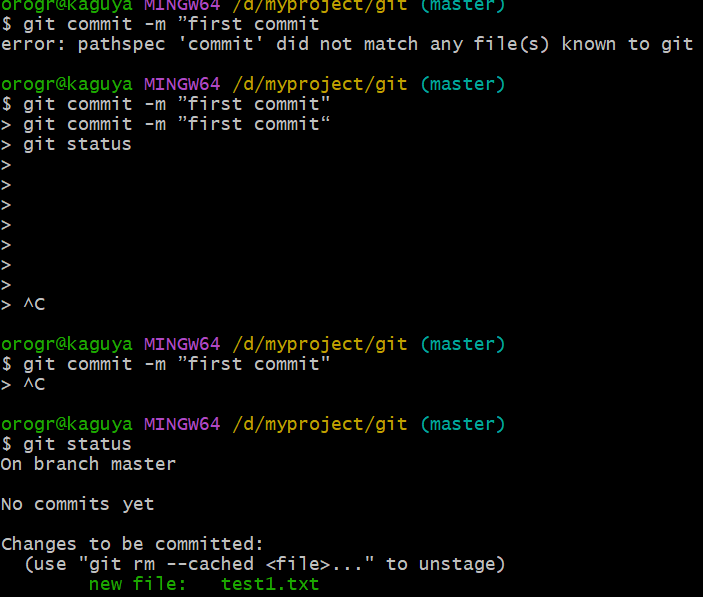 orogr@kaguya MINGW64 /d/myproject/git (master)
$ git commit -m ”first commit
error: pathspec 'commit' did not match any file(s) known to git
orogr@kaguya MINGW64 /d/myproject/git (master)
$ git commit -m ”first commit"
> git commit -m ”first commit“
> git status
>
>
>
>
>
>
>
> ^C
orogr@kaguya MINGW64 /d/myproject/git (master)
$ git commit -m ”first commit"
> ^C
orogr@kaguya MINGW64 /d/myproject/git (master)
$ git status
On branch master
No commits yet
Changes to be committed:
(use "git rm --cached <file>..." to unstage)
new file:   test1.txt